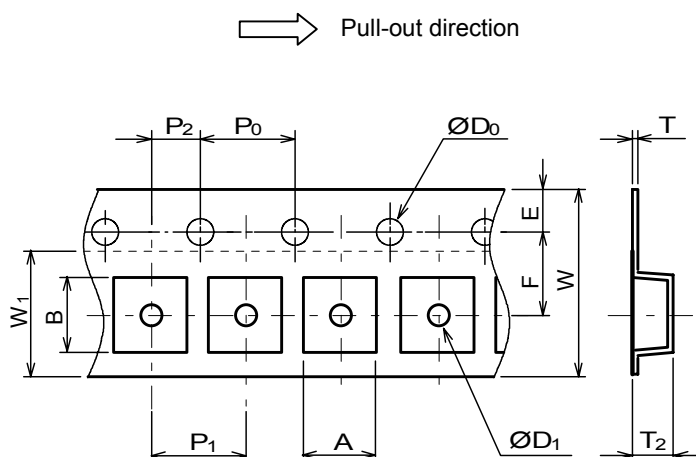 Pull-out direction
P2
P0
ØD0
T
E
F
W
W1
B
P1
A
ØD1
T2